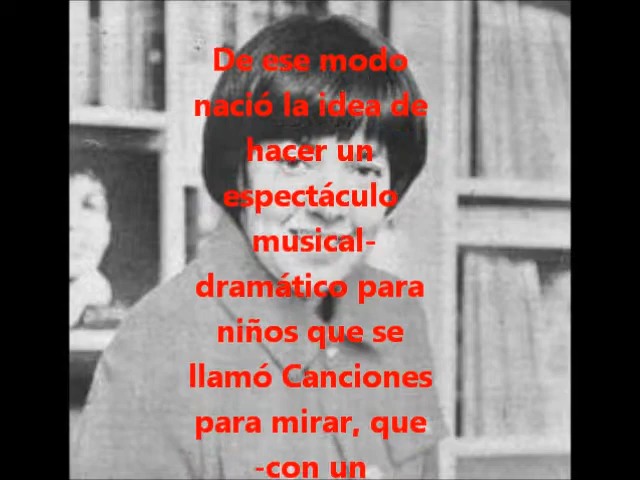 De ese modo
nació la idea de
hacer un
espectáculo
musical-
dramático para
niños que se
llamó Canciones
para mirar, que
-con un